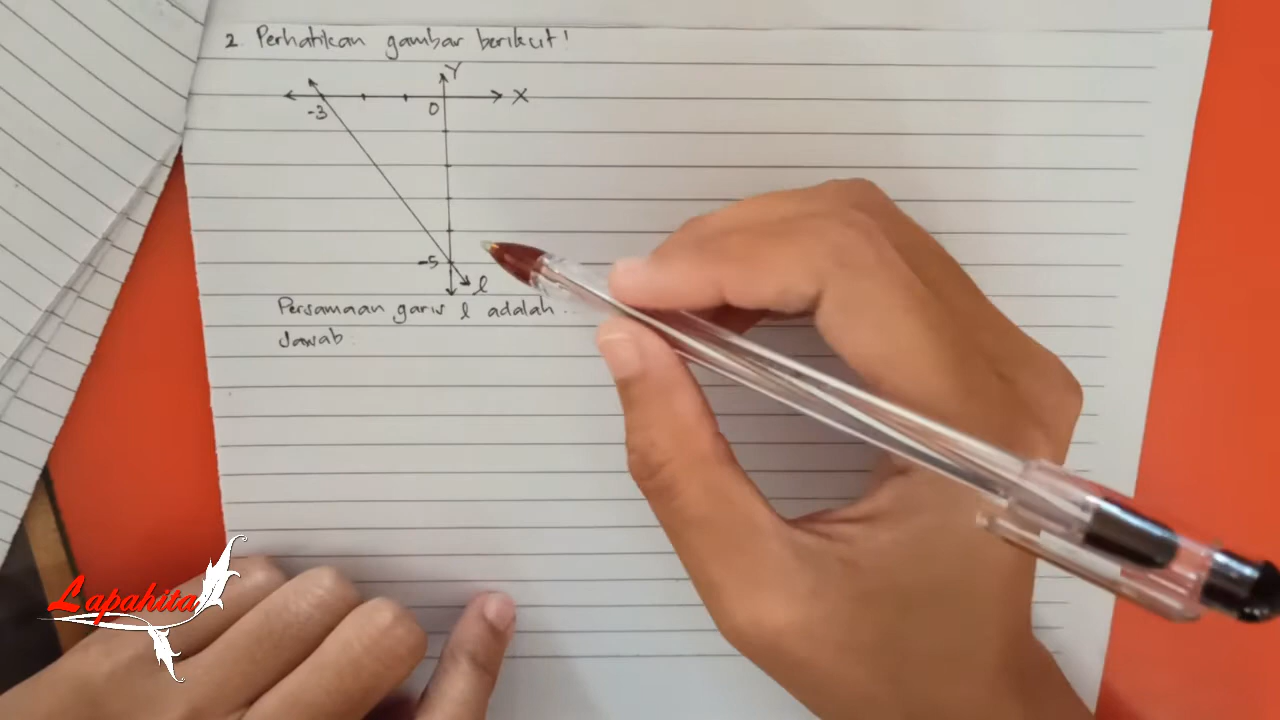 2. Perhatikan gambar berikut!
Y
X
-3
0
-5
l
Persamaan garis l adalah...
Jawab:
Lapahita